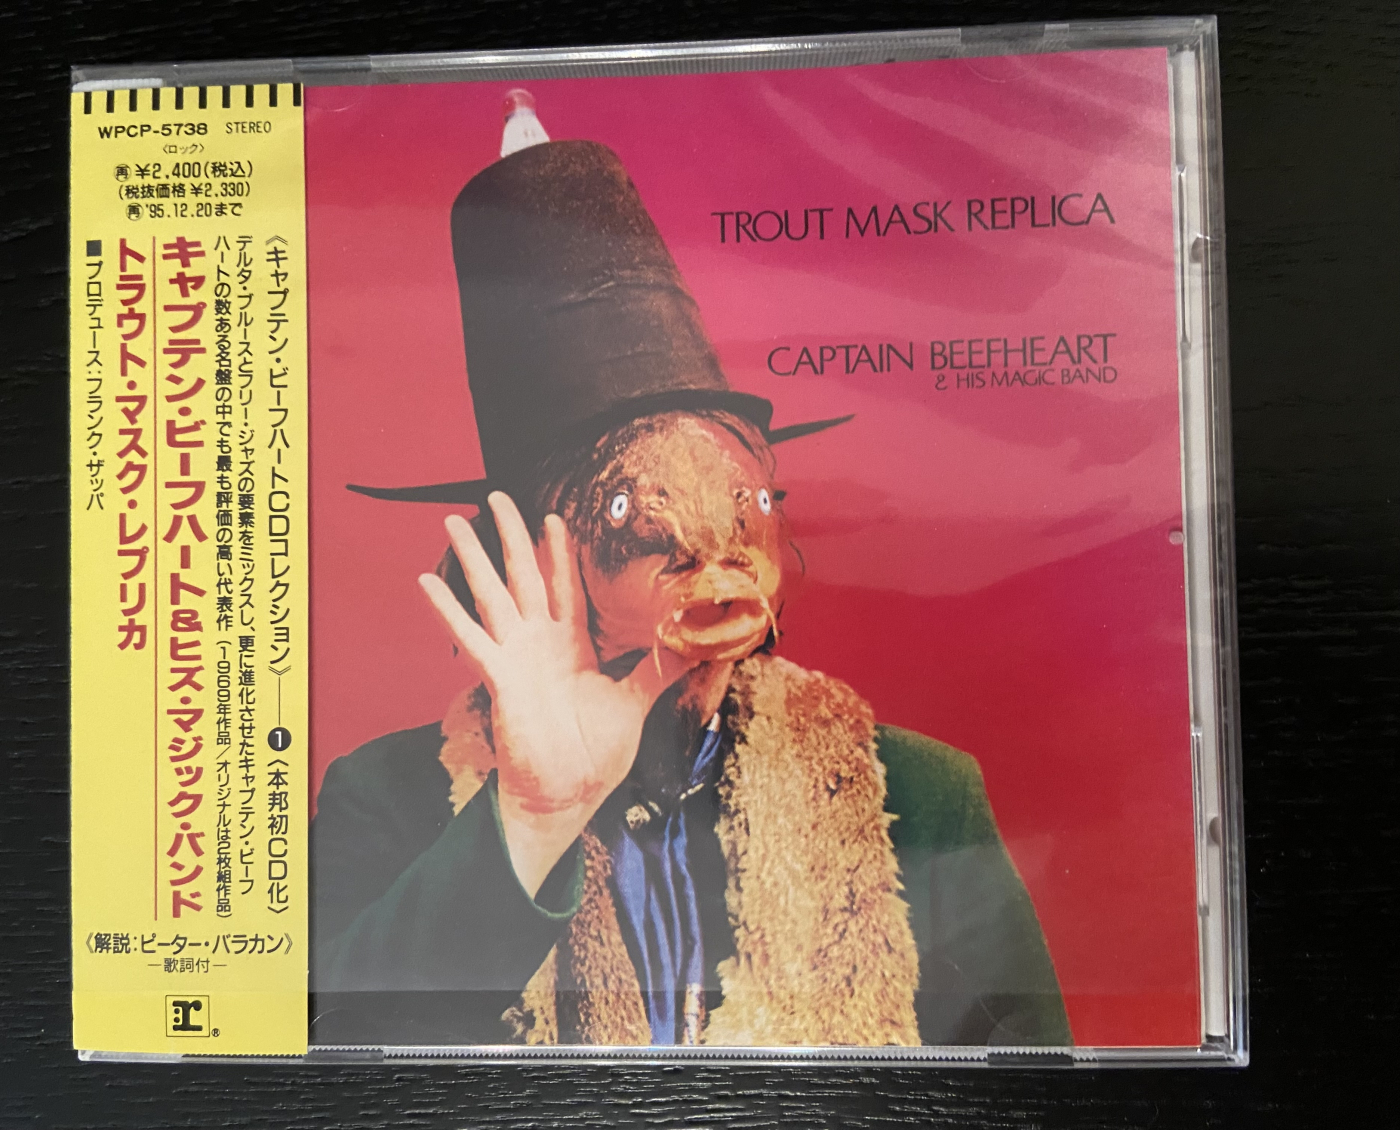 WPCP-5738 STEREO
〈ロック〉
再¥2,400(税込)
(税抜価格¥2,330)
再'95.12.20まで
《キャプテン・ビーフハートCDコレクション》——❶〈本邦初CD化〉
デルタ・ブルースとフリー・ジャズの要素をミックスし、更に進化させたキャプテン・ビーフ
ハートの数ある名盤の中でも最も評価の高い代表作(1969年作品/オリジナルは2枚組作品)
キャプテン・ビーフハート&ヒズ・マジック・バンド
トラウト・マスク・レプリカ
■プロデュース:フランク・ザッパ
《解説:ピーター・バラカン》
—歌詞付—
r®
TROUT MASK REPLICA
CAPTAIN BEEFHEART
& HIS MAGIC BAND